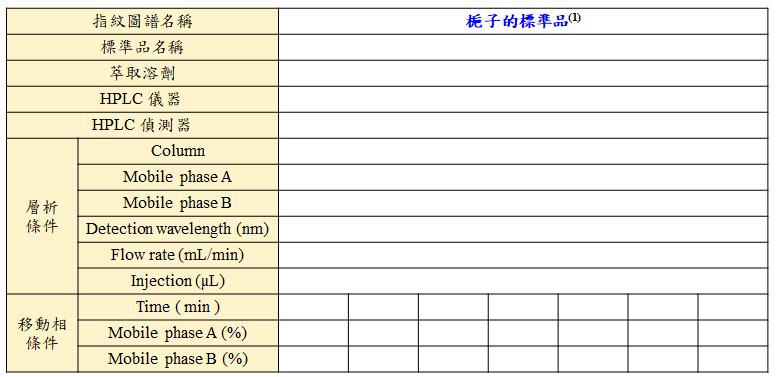 指紋圖譜名稱 梔子的標準品(1)
標準品名稱
萃取溶劑
HPLC 儀器
HPLC 偵測器
層析條件
Column
Mobile phase A
Mobile phase B
Detection wavelength (nm)
Flow rate (mL/min)
Injection (μL)
移動相條件
Time ( min )
Mobile phase A (%)
Mobile phase B (%)